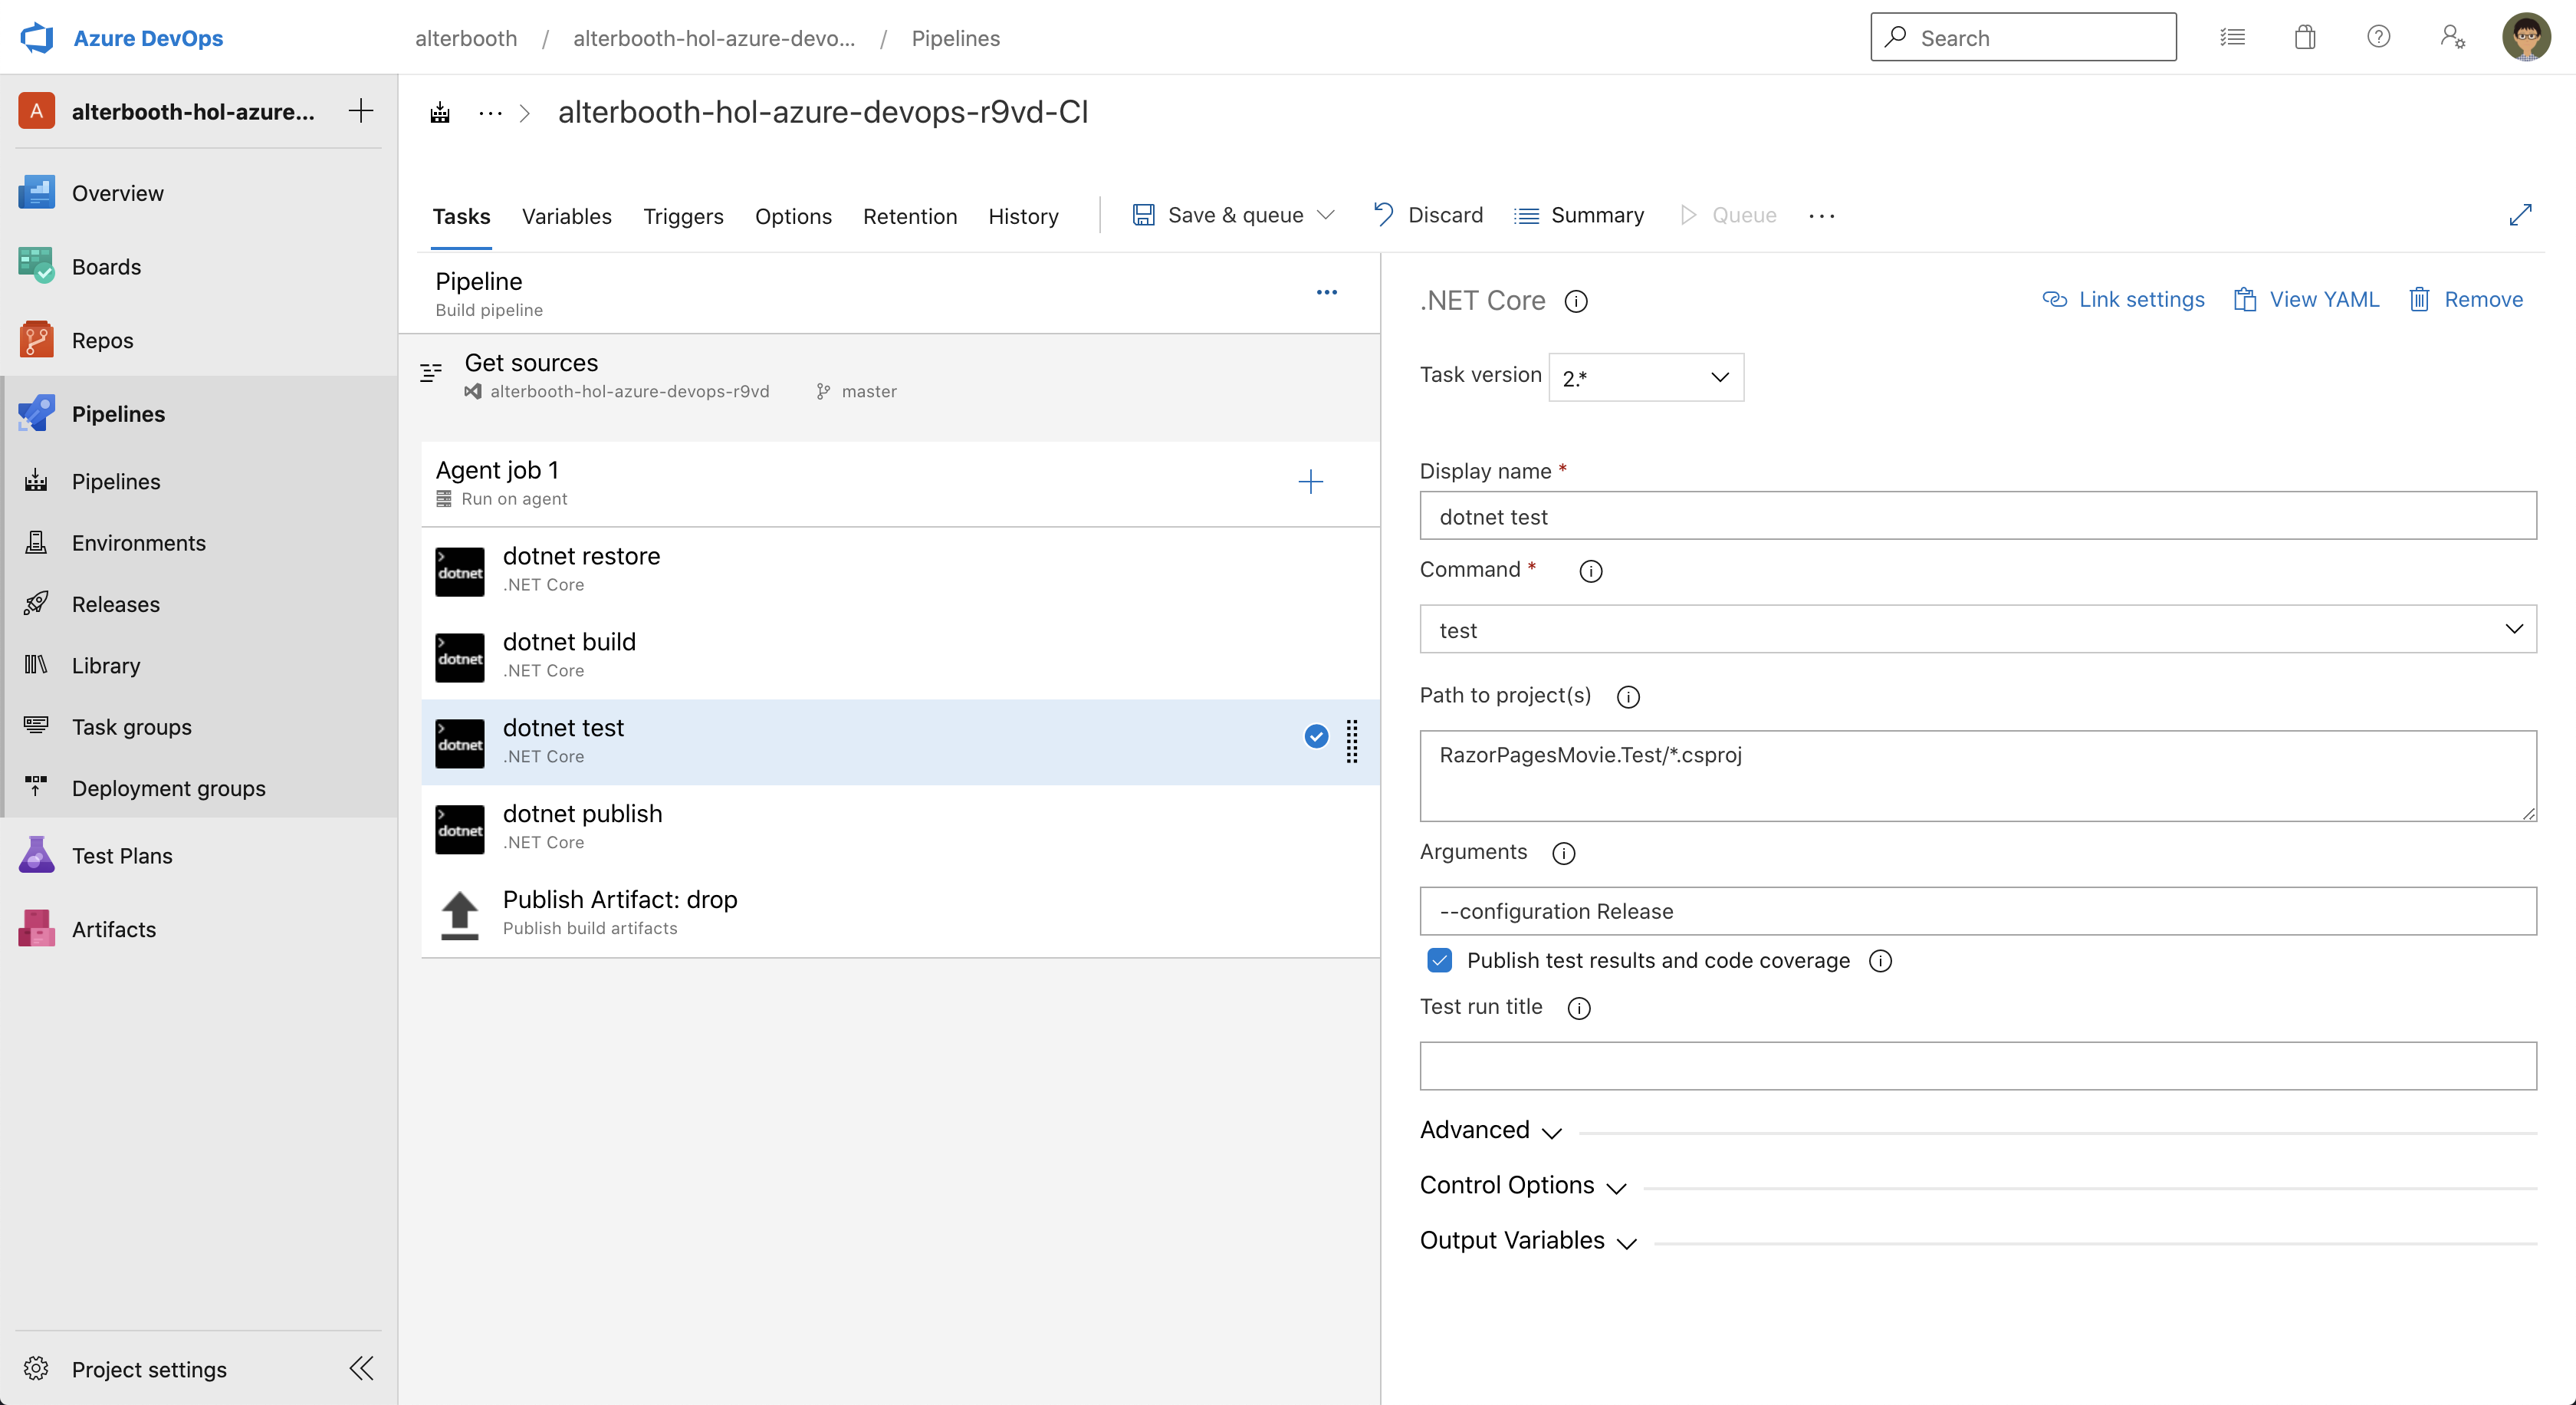 Azure DevOps
alterbooth / alterbooth-hol-azure-devo... / Pipelines
Search
A
alterbooth-hol-azure...
Overview
Boards
Repos
Pipelines
Pipelines
Environments
Releases
Library
Task groups
Deployment groups
Test Plans
Artifacts
Project settings
... > alterbooth-hol-azure-devops-r9vd-CI
Tasks Variables Triggers Options Retention History
Save & queue Discard Summary Queue ...
Pipeline
Build pipeline
Get sources
alterbooth-hol-azure-devops-r9vd master
Agent job 1
Run on agent
dotnet
dotnet restore
.NET Core
dotnet
dotnet build
.NET Core
dotnet
dotnet test
.NET Core
dotnet
dotnet publish
.NET Core
Publish Artifact: drop
Publish build artifacts
.NET Core
Link settings View YAML Remove
Task version 2.*
Display name *
dotnet test
Command *
test
Path to project(s)
RazorPagesMovie.Test/*.csproj
Arguments
--configuration Release
Publish test results and code coverage
Test run title
Advanced
Control Options
Output Variables